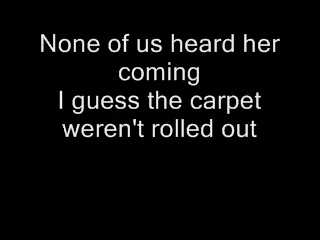 None of us heard her
coming
I guess the carpet
weren't rolled out